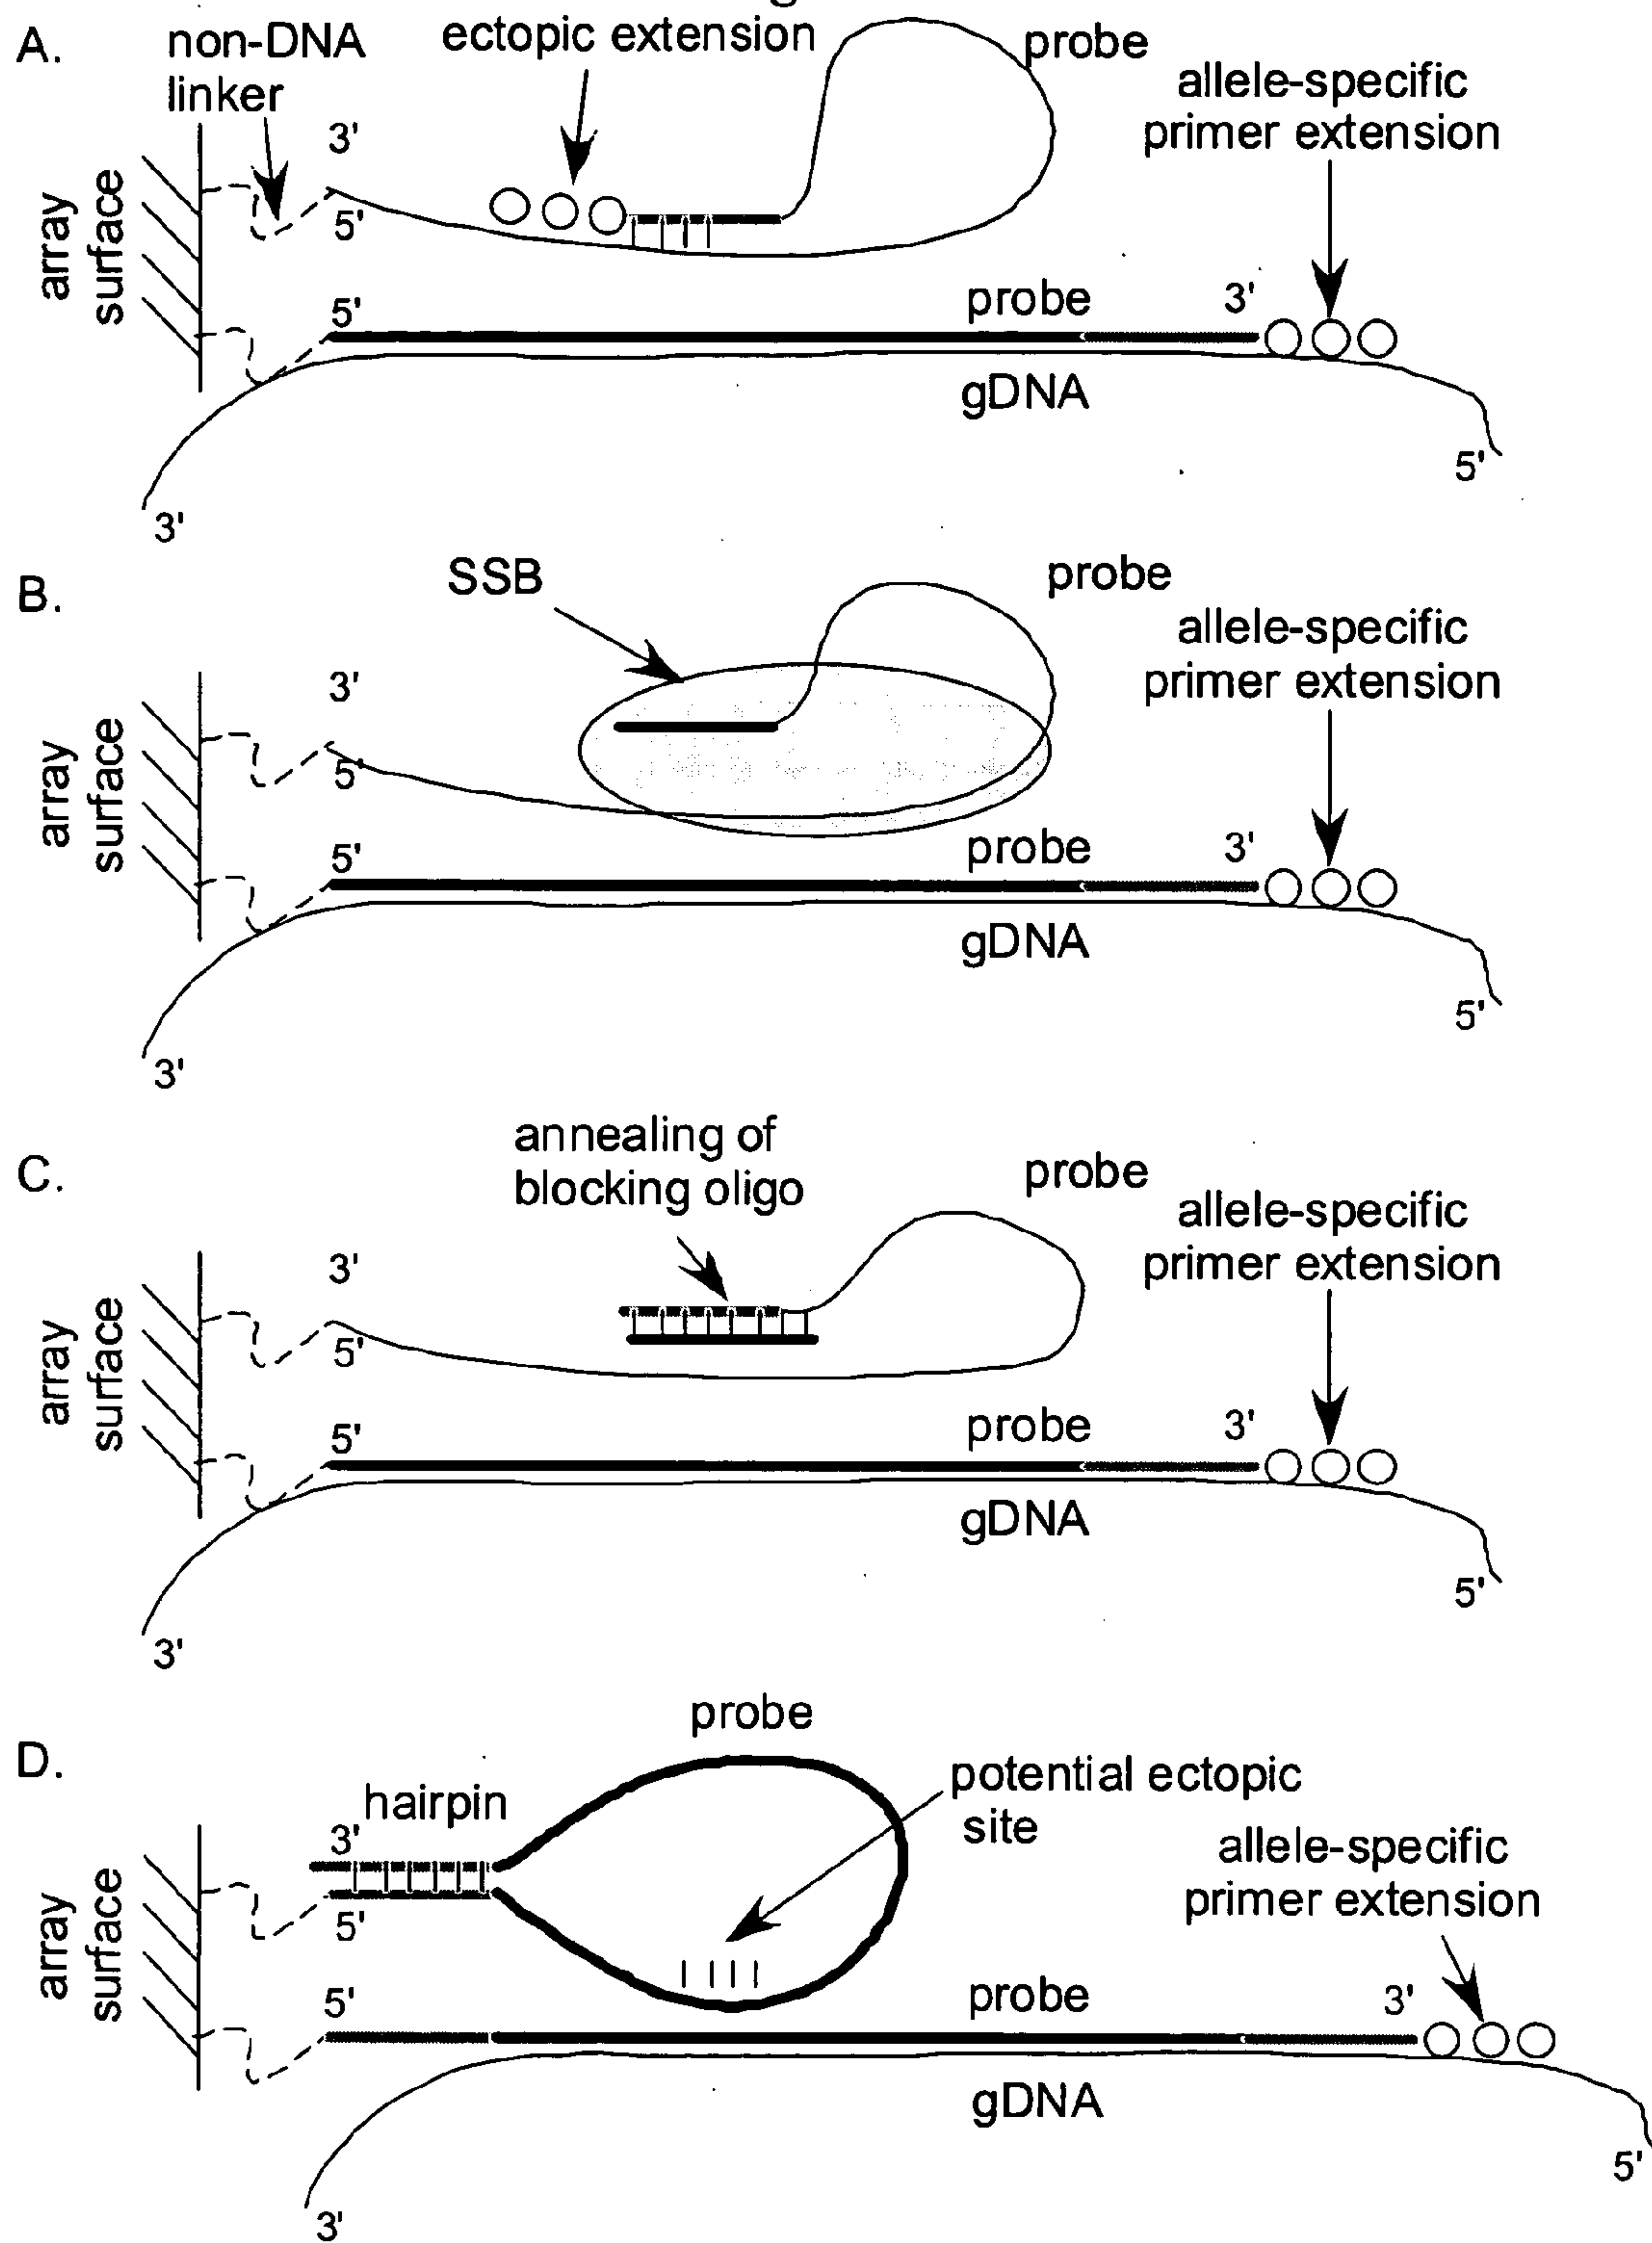 A.
non-DNA
linker
ectopic extension
probe
allele-specific
primer extension
array
surface
3'
5'
5'
probe
3'
gDNA
5'
3'
B.
SSB
probe
allele-specific
primer extension
array
surface
3'
5'
5'
probe
3'
gDNA
5'
3'
C.
annealing of
blocking oligo
probe
allele-specific
primer extension
array
surface
3'
5'
5'
probe
3'
gDNA
5'
3'
D.
probe
hairpin
potential ectopic
site
allele-specific
primer extension
array
surface
3'
5'
5'
probe
3'
gDNA
5'
3'